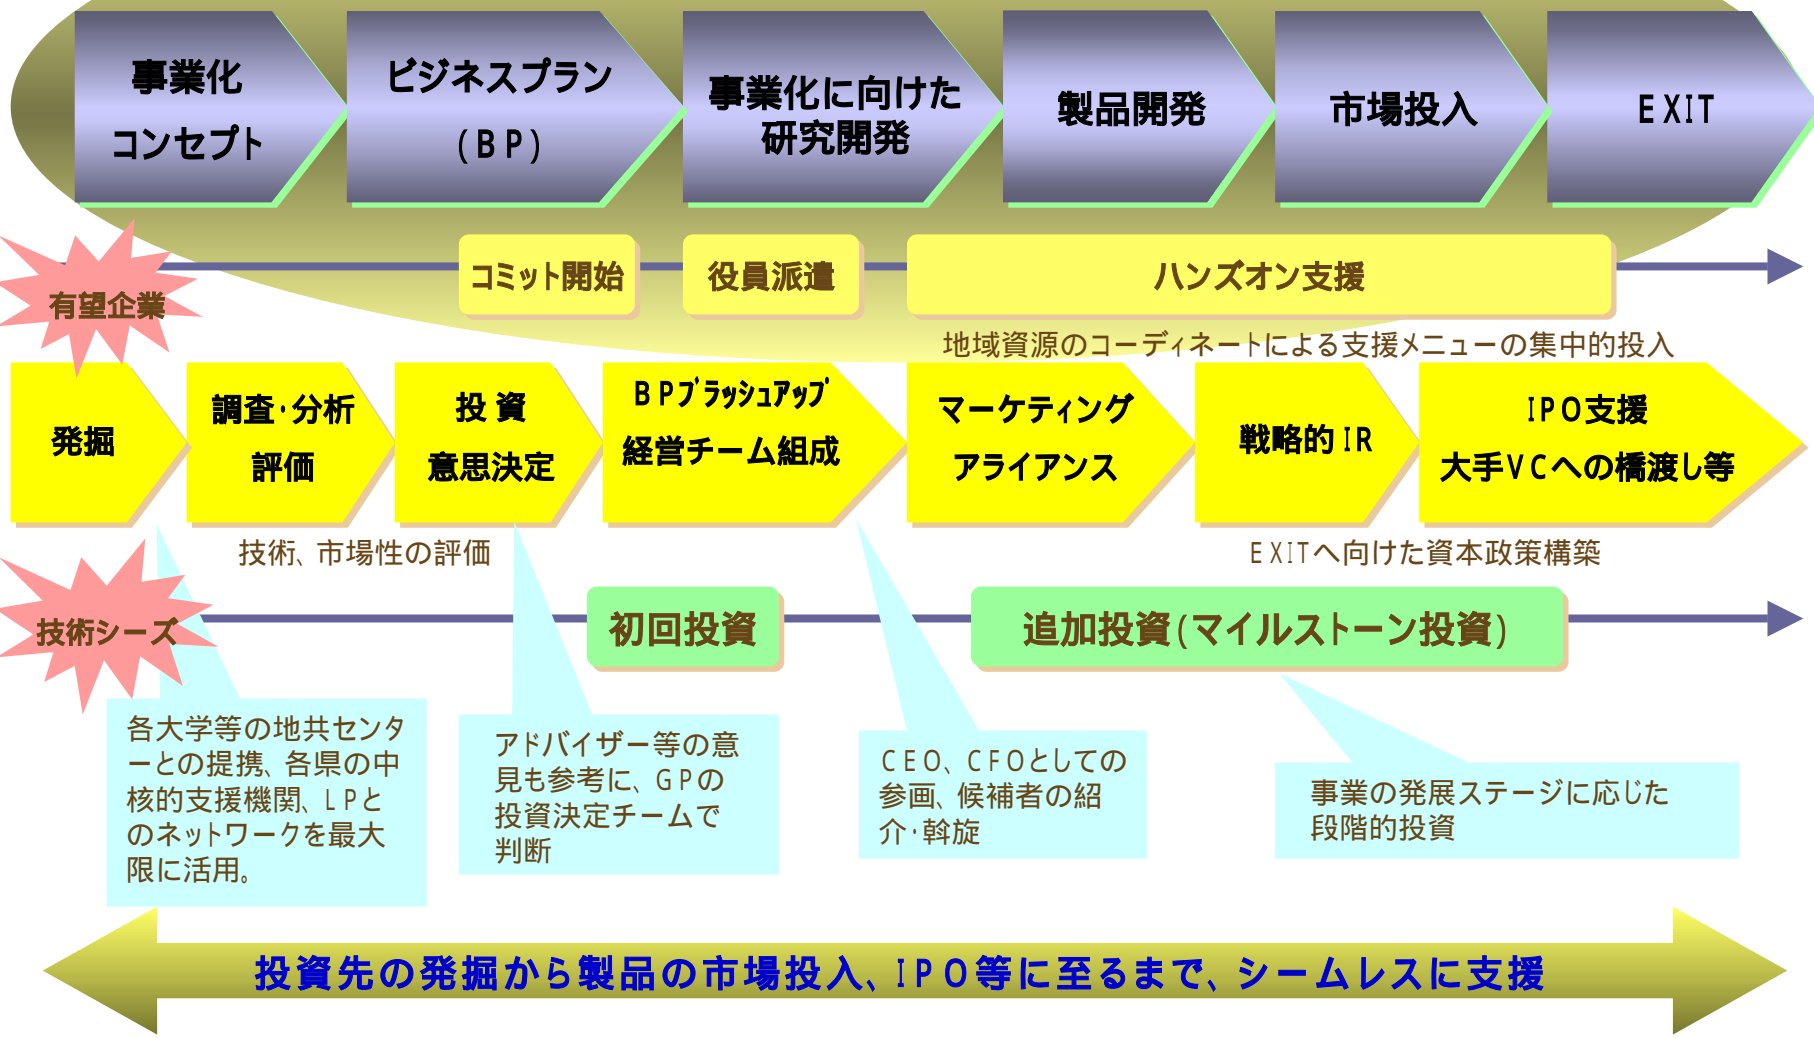 事業化
コンセプト
ビジネスプラン
(ＢＰ)
事業化に向けた
研究開発
製品開発
市場投入
ＥＸＩＴ
有望企業
コミット開始
役員派遣
ハンズオン支援
地域資源のコーディネートによる支援メニューの集中的投入
発掘
調査・分析
評価
投 資
意思決定
ＢＰﾌﾞﾗｯｼｭｱｯﾌﾟ
経営チーム組成
マーケティング
アライアンス
戦略的ＩＲ
ＩＰＯ支援
大手ＶＣへの橋渡し等
技術、市場性の評価
ＥＸＩＴへ向けた資本政策構築
技術シーズ
初回投資
追加投資(マイルストーン投資)
各大学等の地共センタ
ーとの提携、各県の中
核的支援機関、ＬＰと
のネットワークを最大
限に活用。
アドバイザー等の意
見も参考に、ＧＰの
投資決定チームで
判断
ＣＥＯ、ＣＦＯとしての
参画、候補者の紹
介・斡旋
事業の発展ステージに応じた
段階的投資
投資先の発掘から製品の市場投入、ＩＰＯ等に至るまで、シームレスに支援